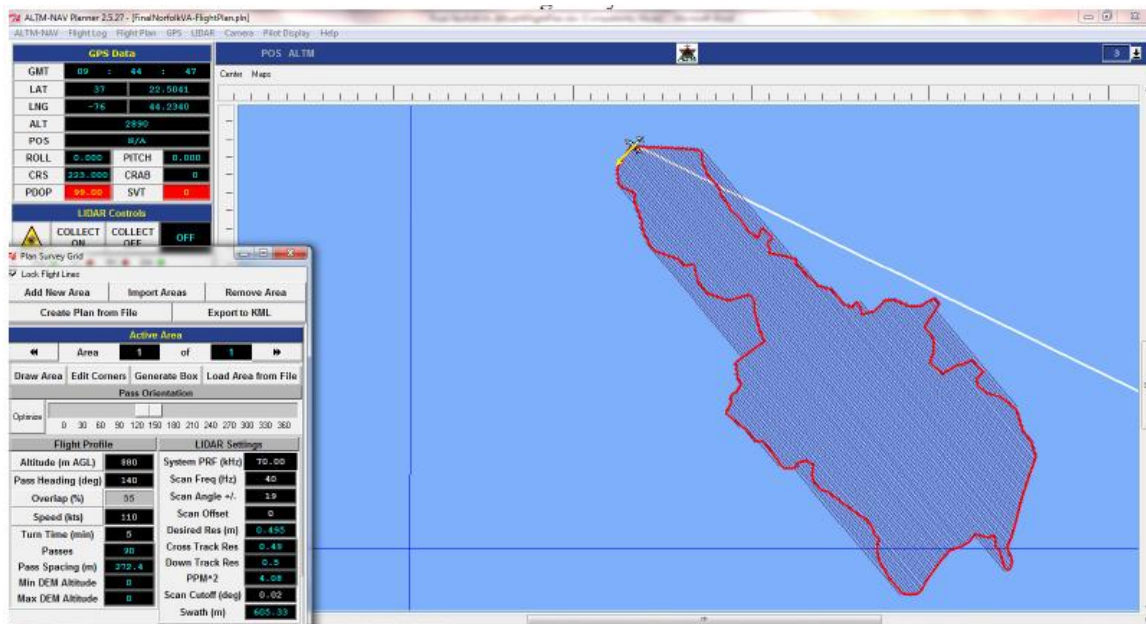 ALTM-NAV Planner 2.5.27 - [FinalNorfolkVA-FlightPlan.pln]
ALTM-NAV Flight Log Flight Plan GPS LIDAR Camera Pilot Display Help
GPS Data
POS ALTM
3
GMT 09 : 44 : 47
Center Maps
LAT 37 22.5041
LNG -76 44.2340
ALT 2890
POS N/A
ROLL 0.000 PITCH 0.000
CRS 223.000 CRAB 0
PDOP 99.00 SVT 0
LIDAR Controls
COLLECT ON COLLECT OFF OFF
Plan Survey Grid
Lock Flight Lines
Add New Area Import Areas Remove Area
Create Plan from File Export to KML
Active Area
Area 1 of 1
Draw Area Edit Corners Generate Box Load Area from File
Pass Orientation
Optimize
0 30 60 90 120 150 180 210 240 270 300 330 360
Flight Profile LIDAR Settings
Altitude (m AGL) 880 System PRF (kHz) 70.00
Pass Heading (deg) 140 Scan Freq (Hz) 40
Overlap (%) 55 Scan Angle +/- 19
Speed (kts) 110 Scan Offset 0
Turn Time (min) 5 Desired Res (m) 0.495
Passes 90 Cross Track Res 0.49
Pass Spacing (m) 272.4 Down Track Res 0.5
Min DEM Altitude 0 PPM^2 4.08
Max DEM Altitude 0 Scan Cutoff (deg) 0.02
Swath (m) 605.33